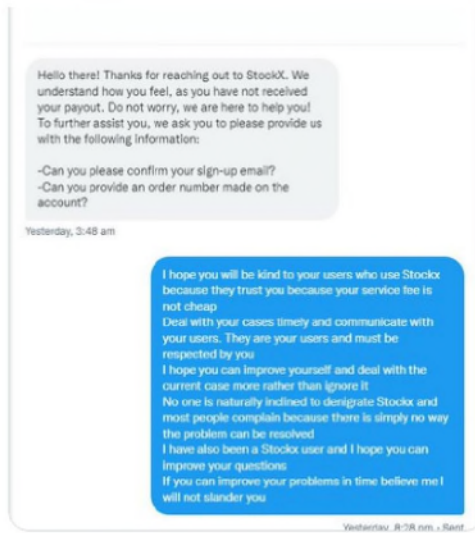 Hello there! Thanks for reaching out to StockX. We
understand how you feel, as you have not received
your payout. Do not worry, we are here to help you!
To further assist you, we ask you to please provide us
with the following information:
-Can you please confirm your sign-up email?
-Can you provide an order number made on the
account?
Yesterday, 3:48 am
I hope you will be kind to your users who use Stockx
because they trust you because your service fee is
not cheap
Deal with your cases timely and communicate with
your users. They are your users and must be
respected by you
I hope you can improve yourself and deal with the
current case more rather than ignore it
No one is naturally inclined to denigrate Stockx and
most people complain because there is simply no way
the problem can be resolved
I have also been a Stockx user and I hope you can
improve your questions
If you can improve your problems in time believe me I
will not slander you
Yesterday, 8:28 pm · Sent